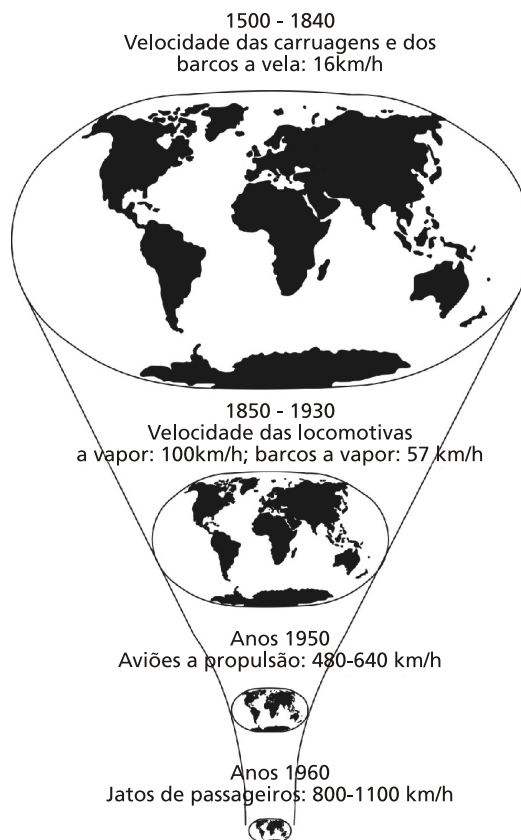 1500 - 1840
Velocidade das carruagens e dos
barcos a vela: 16km/h
1850 - 1930
Velocidade das locomotivas
a vapor: 100km/h; barcos a vapor: 57 km/h
Anos 1950
Aviões a propulsão: 480-640 km/h
Anos 1960
Jatos de passageiros: 800-1100 km/h